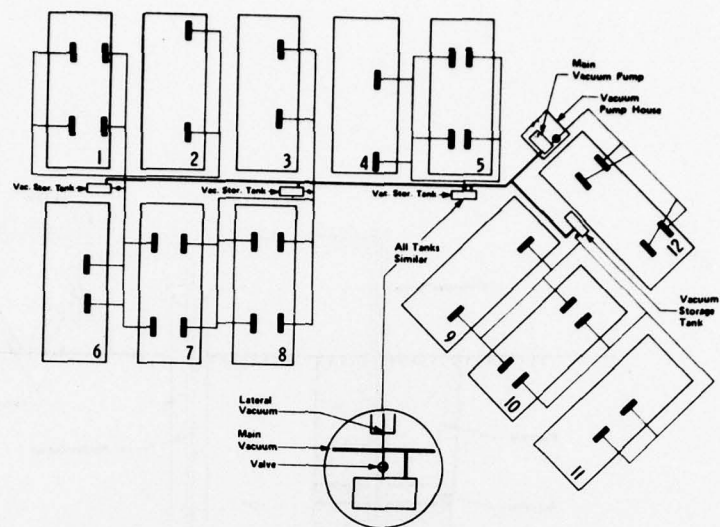 Main
Vacuum Pump
Vacuum
Pump House
1
2
3
4
5
Vac. Stor. Tank
Vac. Stor. Tank
Vac. Stor. Tank
12
All Tanks
Similar
Vacuum
Storage
Tank
6
7
8
9
10
11
Lateral
Vacuum
Main
Vacuum
Valve